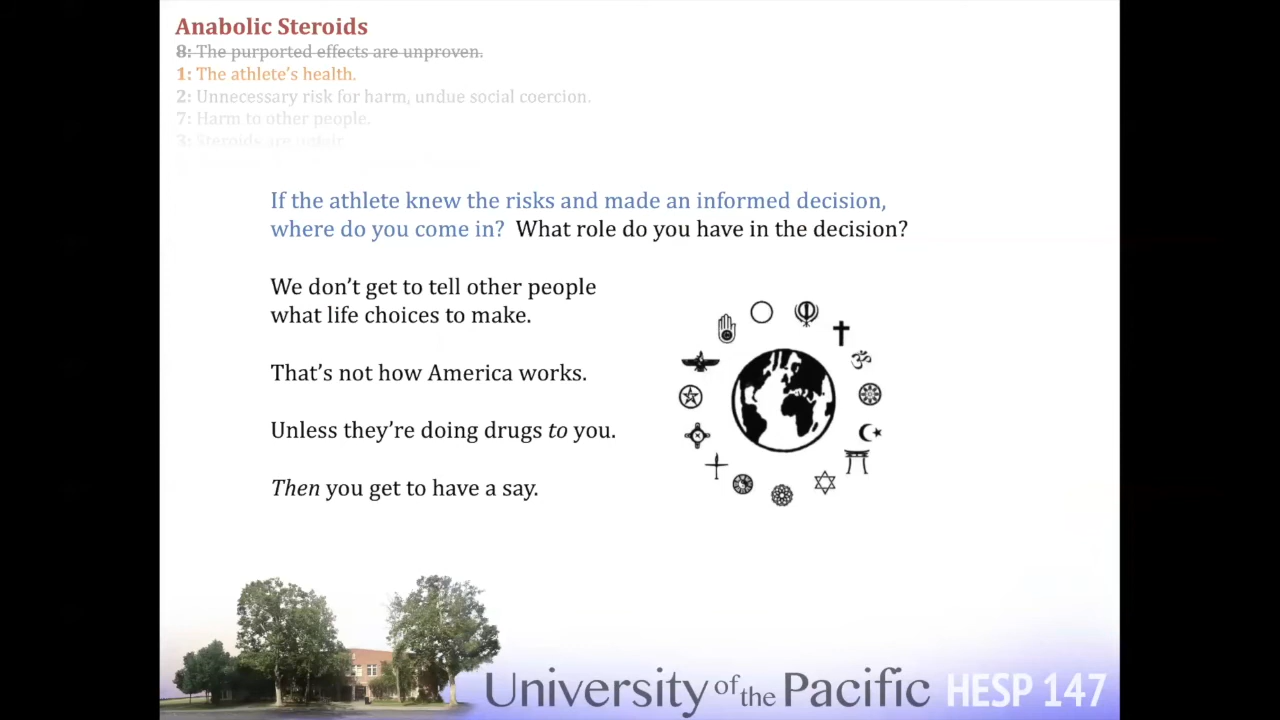 Anabolic Steroids
8: The purported effects are unproven.
1: The athlete's health.
2: Unnecessary risk for harm, undue social coercion.
7: Harm to other people.
3: Steroids are unfair
If the athlete knew the risks and made an informed decision,
where do you come in? What role do you have in the decision?
We don't get to tell other people
what life choices to make.
That's not how America works.
Unless they're doing drugs to you.
Then you get to have a say.
University of the Pacific HESP 147